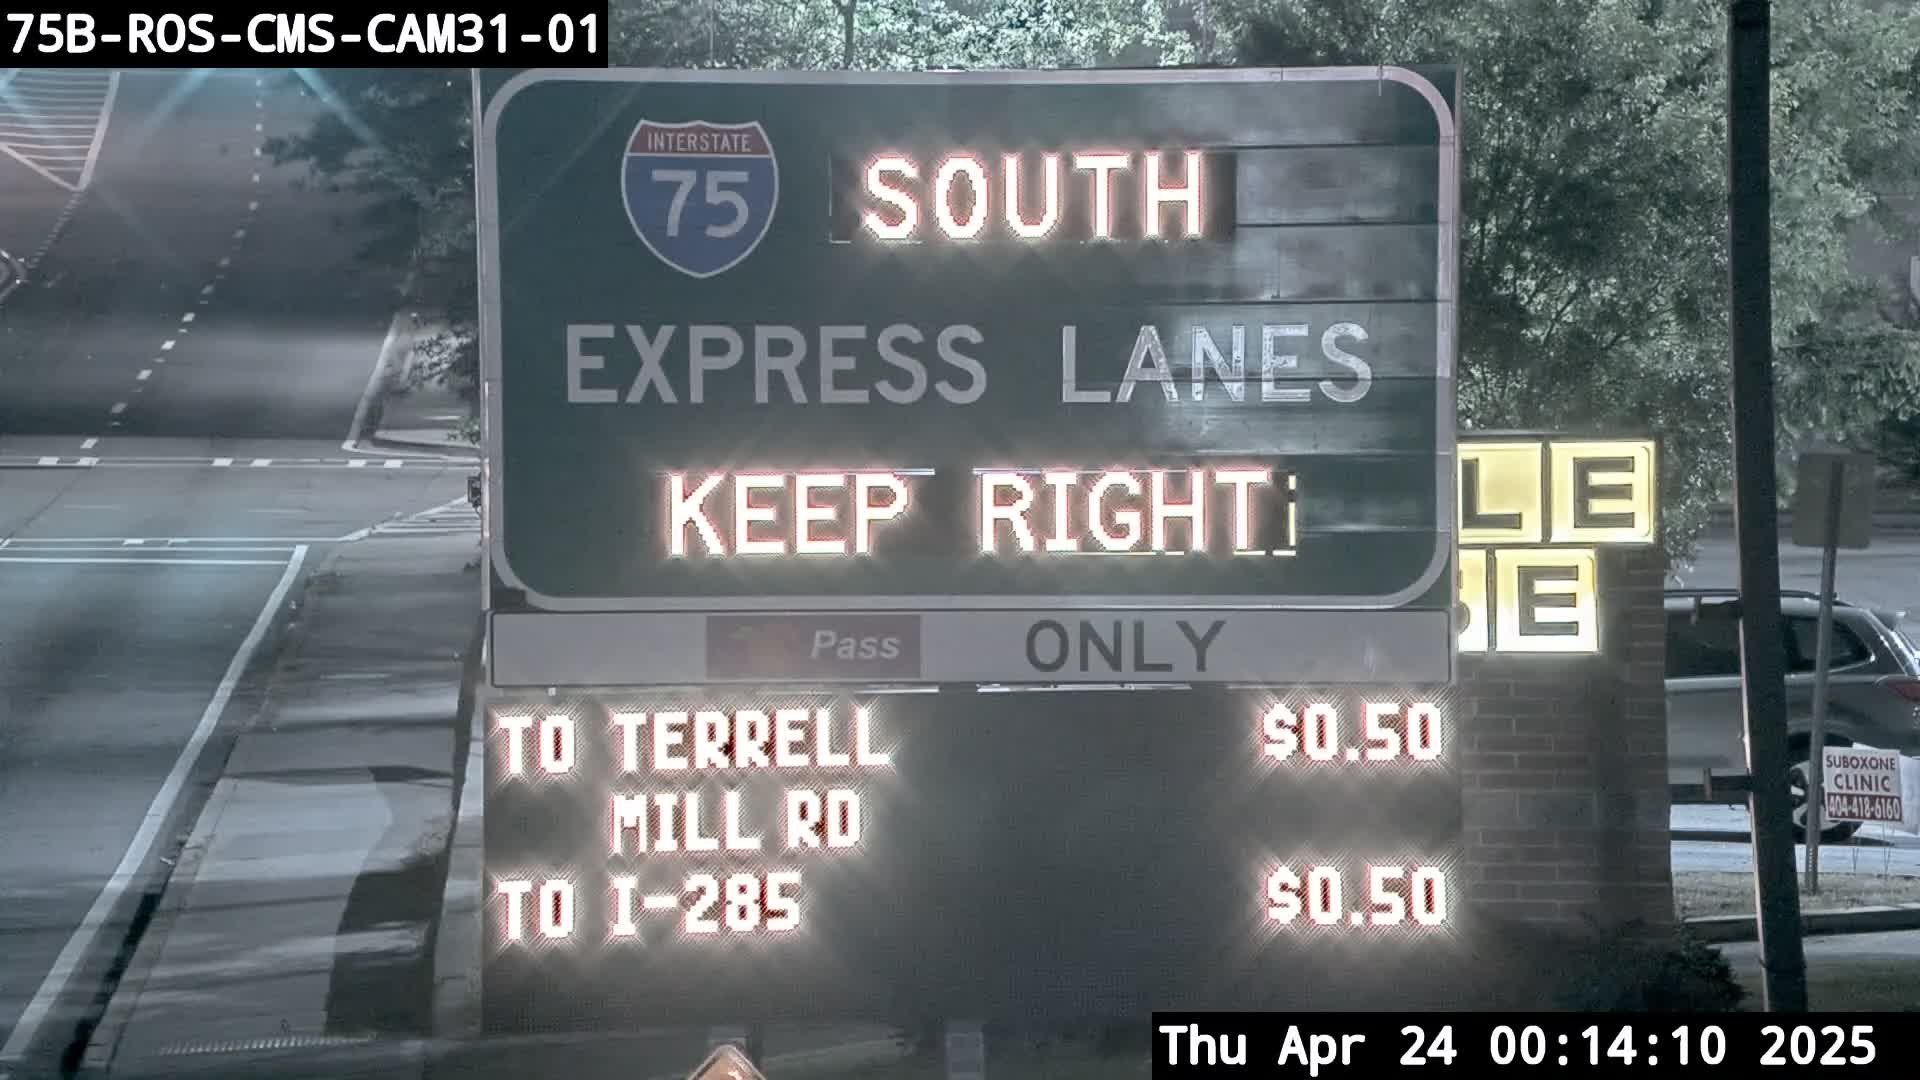 75B-ROS-CMS-CAM31-01
INTERSTATE
75
SOUTH
EXPRESS LANES
KEEP RIGHT
Pass ONLY
TO TERRELL $0.50
MILL RD
TO I-285 $0.50
LE
E
SUBOXONE
CLINIC
404-418-6160
Thu Apr 24 00:14:10 2025